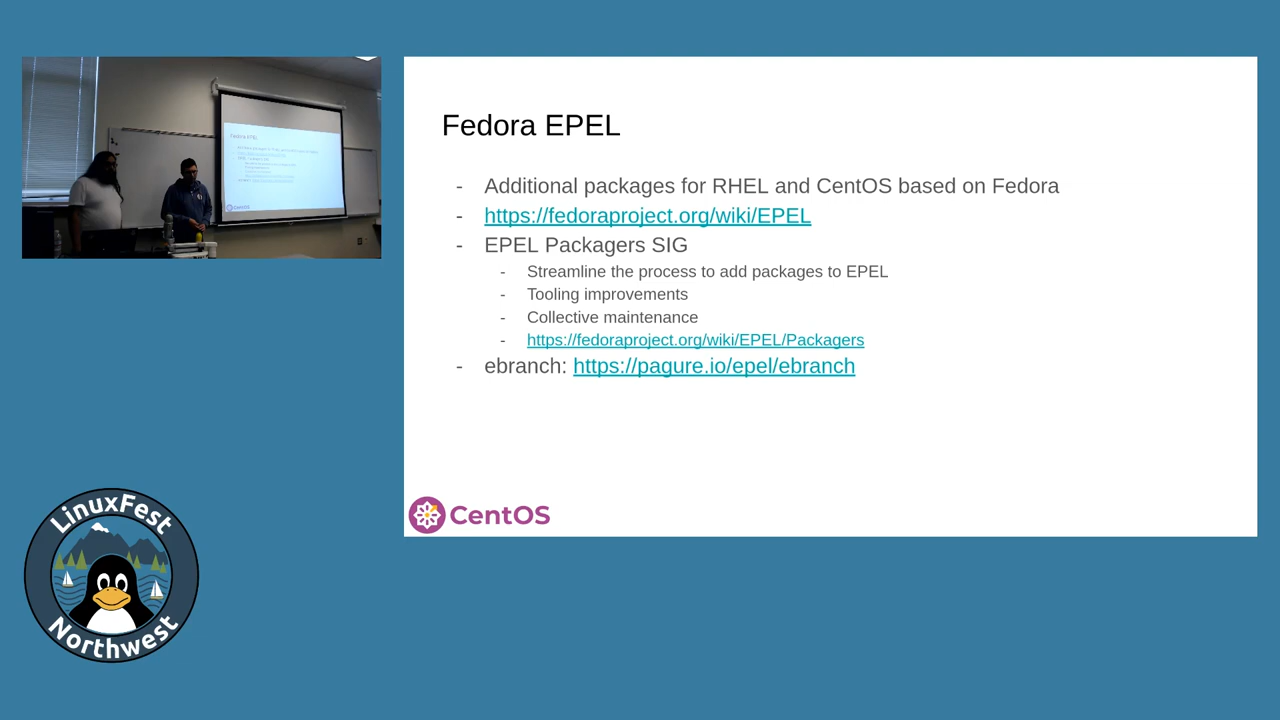 Fedora EPEL
- Additional packages for RHEL and CentOS based on Fedora
- https://fedoraproject.org/wiki/EPEL
- EPEL Packagers SIG
- Streamline the process to add packages to EPEL
- Tooling improvements
- Collective maintenance
- https://fedoraproject.org/wiki/EPEL/Packagers
- ebranch: https://pagure.io/epel/ebranch
CentOS
LinuxFest
Northwest